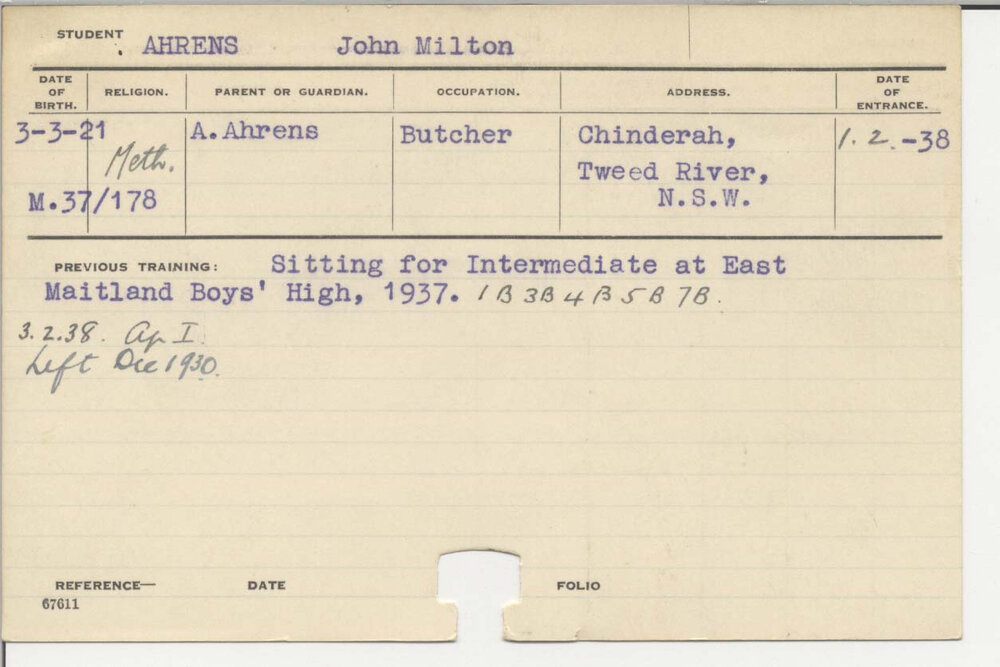 STUDENT AHRENS John Milton
DATE OF BIRTH. RELIGION. PARENT OR GUARDIAN. OCCUPATION. ADDRESS. DATE OF ENTRANCE.
3-3-21 A.Ahrens Butcher Chinderah, 1.2.-38
Meth. Tweed River,
M.37/178 N.S.W.
PREVIOUS TRAINING: Sitting for Intermediate at East
Maitland Boys' High, 1937. 1B 3B 4B 5B 7B.
3.2.38. Ap I.
Left Dec 1930.
REFERENCE— DATE FOLIO
67611